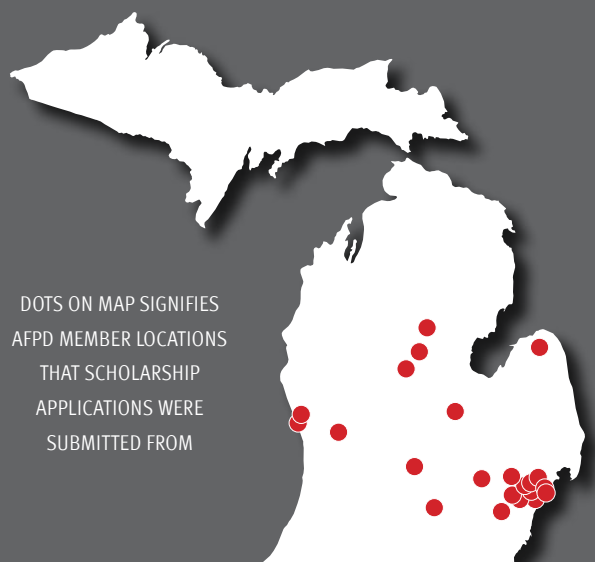 DOTS ON MAP SIGNIFIES
AFPD MEMBER LOCATIONS
THAT SCHOLARSHIP
APPLICATIONS WERE
SUBMITTED FROM